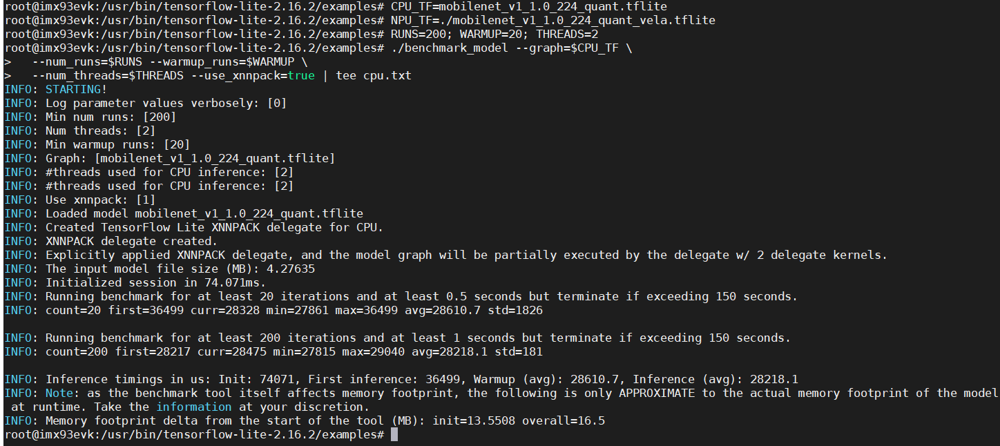 root@imx93evk:/usr/bin/tensorflow-lite-2.16.2/examples# CPU_TF=mobilenet_v1_1.0_224_quant.tflite
root@imx93evk:/usr/bin/tensorflow-lite-2.16.2/examples# NPU_TF=./mobilenet_v1_1.0_224_quant_vela.tflite
root@imx93evk:/usr/bin/tensorflow-lite-2.16.2/examples# RUNS=200; WARMUP=20; THREADS=2
root@imx93evk:/usr/bin/tensorflow-lite-2.16.2/examples# ./benchmark_model --graph=$CPU_TF \
>   --num_runs=$RUNS --warmup_runs=$WARMUP \
>   --num_threads=$THREADS --use_xnnpack=true | tee cpu.txt
INFO: STARTING!
INFO: Log parameter values verbosely: [0]
INFO: Min num runs: [200]
INFO: Num threads: [2]
INFO: Min warmup runs: [20]
INFO: Graph: [mobilenet_v1_1.0_224_quant.tflite]
INFO: #threads used for CPU inference: [2]
INFO: #threads used for CPU inference: [2]
INFO: Use xnnpack: [1]
INFO: Loaded model mobilenet_v1_1.0_224_quant.tflite
INFO: Created TensorFlow Lite XNNPACK delegate for CPU.
INFO: XNNPACK delegate created.
INFO: Explicitly applied XNNPACK delegate, and the model graph will be partially executed by the delegate w/ 2 delegate kernels.
INFO: The input model file size (MB): 4.27635
INFO: Initialized session in 74.071ms.
INFO: Running benchmark for at least 20 iterations and at least 0.5 seconds but terminate if exceeding 150 seconds.
INFO: count=20 first=36499 curr=28328 min=27861 max=36499 avg=28610.7 std=1826

INFO: Running benchmark for at least 200 iterations and at least 1 seconds but terminate if exceeding 150 seconds.
INFO: count=200 first=28217 curr=28475 min=27815 max=29040 avg=28218.1 std=181

INFO: Inference timings in us: Init: 74071, First inference: 36499, Warmup (avg): 28610.7, Inference (avg): 28218.1
INFO: Note: as the benchmark tool itself affects memory footprint, the following is only APPROXIMATE to the actual memory footprint of the model
 at runtime. Take the information at your discretion.
INFO: Memory footprint delta from the start of the tool (MB): init=13.5508 overall=16.5
root@imx93evk:/usr/bin/tensorflow-lite-2.16.2/examples#